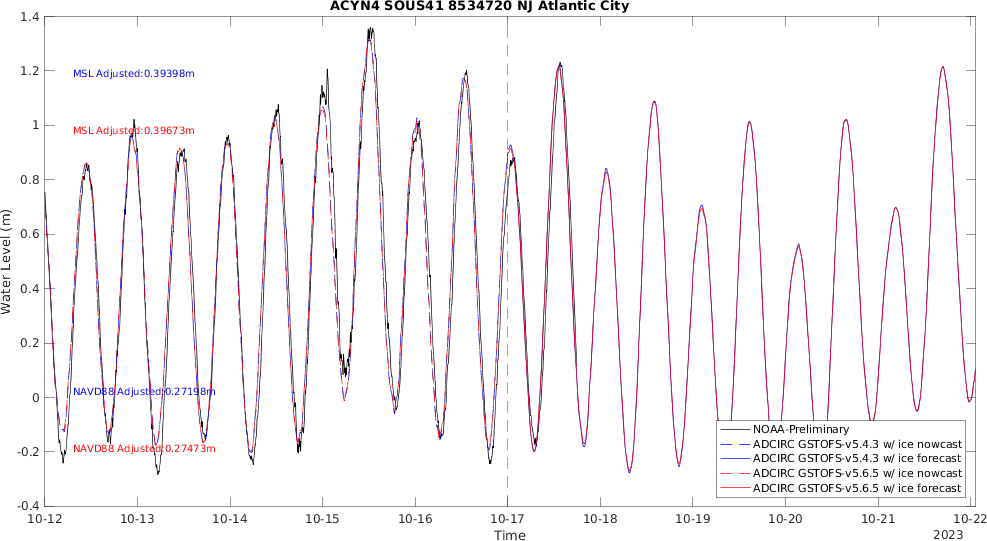 ACYN4 SOUS41 8534720 NJ Atlantic City
1.4
1.2
1
0.8
0.6
0.4
0.2
0
-0.2
-0.4
Water Level (m)
MSL Adjusted:0.39398m
MSL Adjusted:0.39673m
NAVD88 Adjusted:0.27198m
NAVD88 Adjusted:0.27473m
NOAA-Preliminary
ADCIRC GSTOFS-v5.4.3 w/ ice nowcast
ADCIRC GSTOFS-v5.4.3 w/ ice forecast
ADCIRC GSTOFS-v5.6.5 w/ ice nowcast
ADCIRC GSTOFS-v5.6.5 w/ ice forecast
10-12 10-13 10-14 10-15 10-16 10-17 10-18 10-19 10-20 10-21 10-22
Time
2023